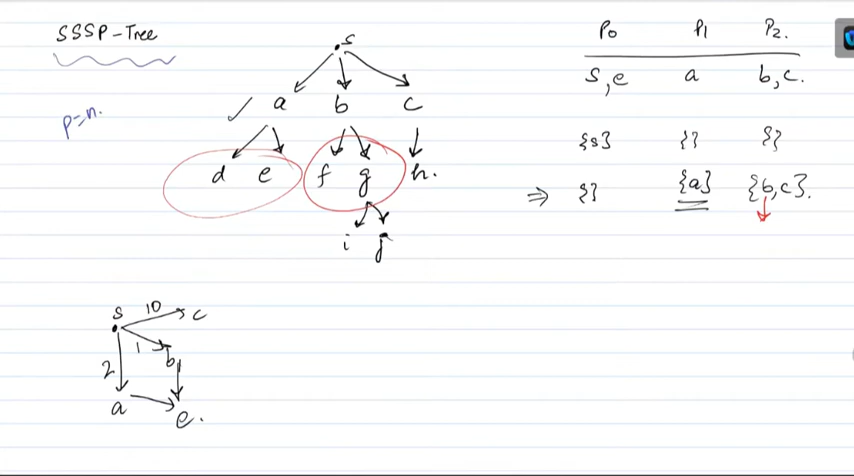 SSSP-Tree
s
a b c
d e f g h.
i j
p=n.
P0 P1 P2.
s,e a b,c.
{s} {} {}
⇒ {} {a} {b,c}.
s 10 c
1
2 b
a e.